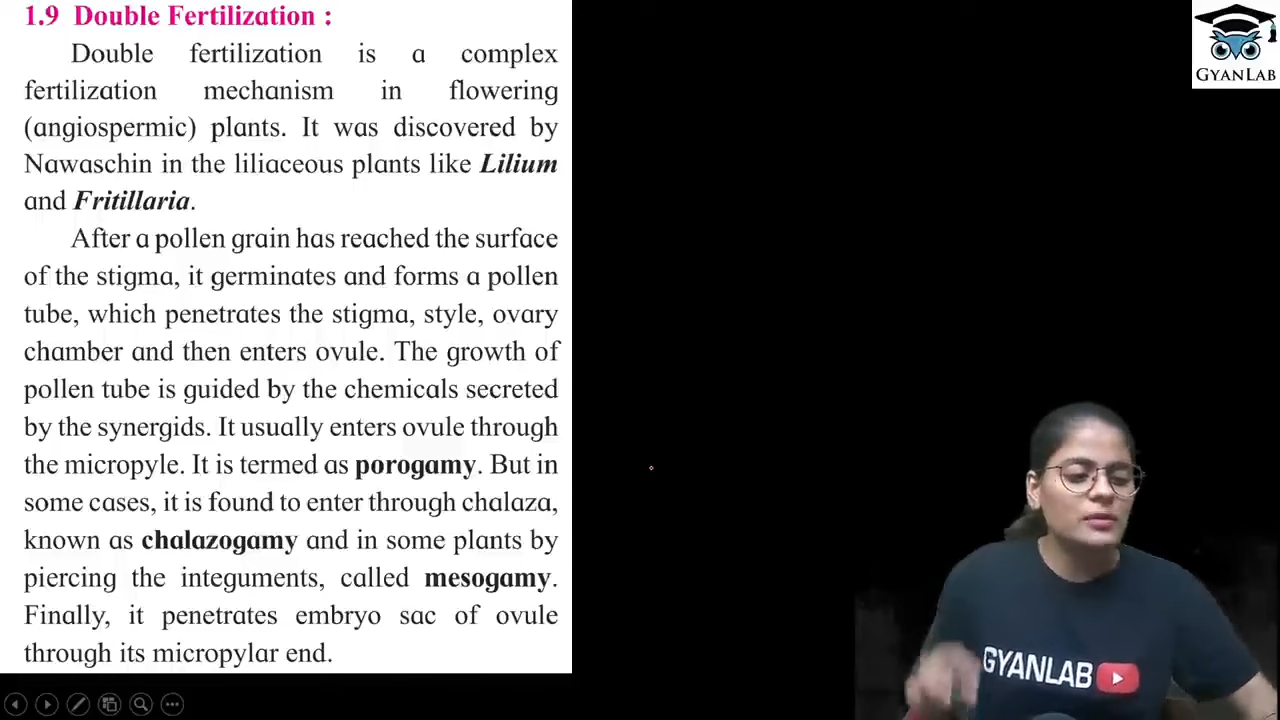 1.9 Double Fertilization :
Double fertilization is a complex
fertilization mechanism in flowering
(angiospermic) plants. It was discovered by
Nawaschin in the liliaceous plants like Lilium
and Fritillaria.
After a pollen grain has reached the surface
of the stigma, it germinates and forms a pollen
tube, which penetrates the stigma, style, ovary
chamber and then enters ovule. The growth of
pollen tube is guided by the chemicals secreted
by the synergids. It usually enters ovule through
the micropyle. It is termed as porogamy. But in
some cases, it is found to enter through chalaza,
known as chalazogamy and in some plants by
piercing the integuments, called mesogamy.
Finally, it penetrates embryo sac of ovule
through its micropylar end.
GYANLAB
GYANLAB